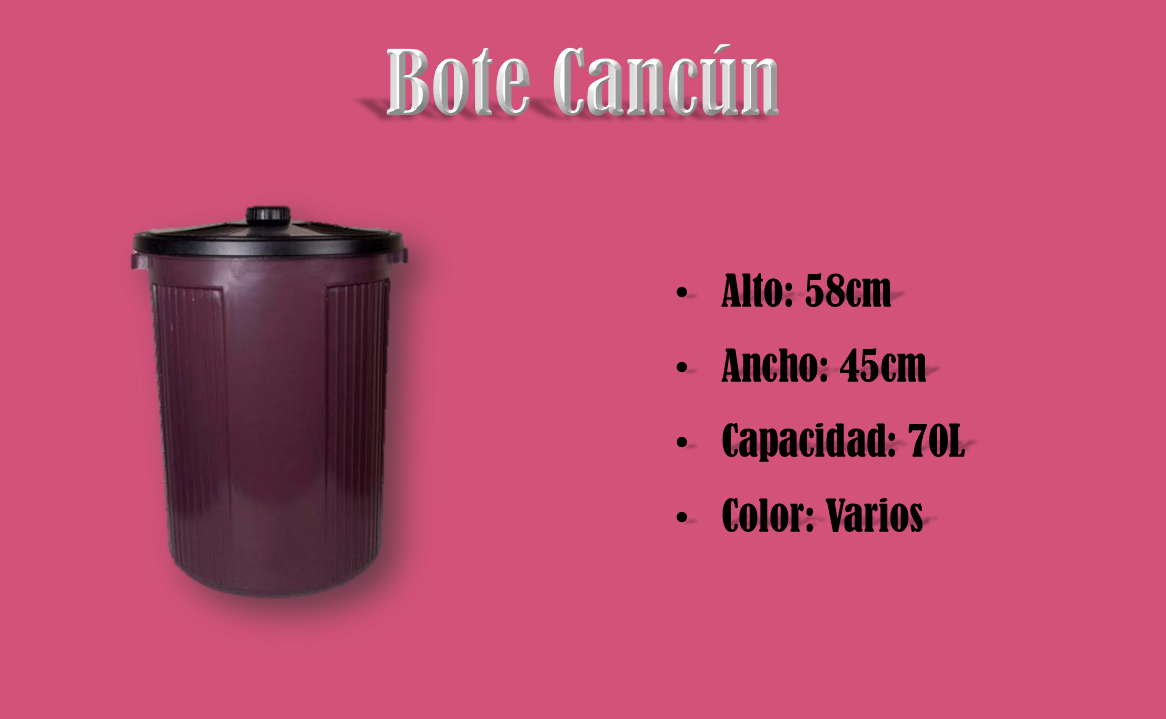 Bote Cancún
• Alto: 58cm
• Ancho: 45cm
• Capacidad: 70L
• Color: Varios